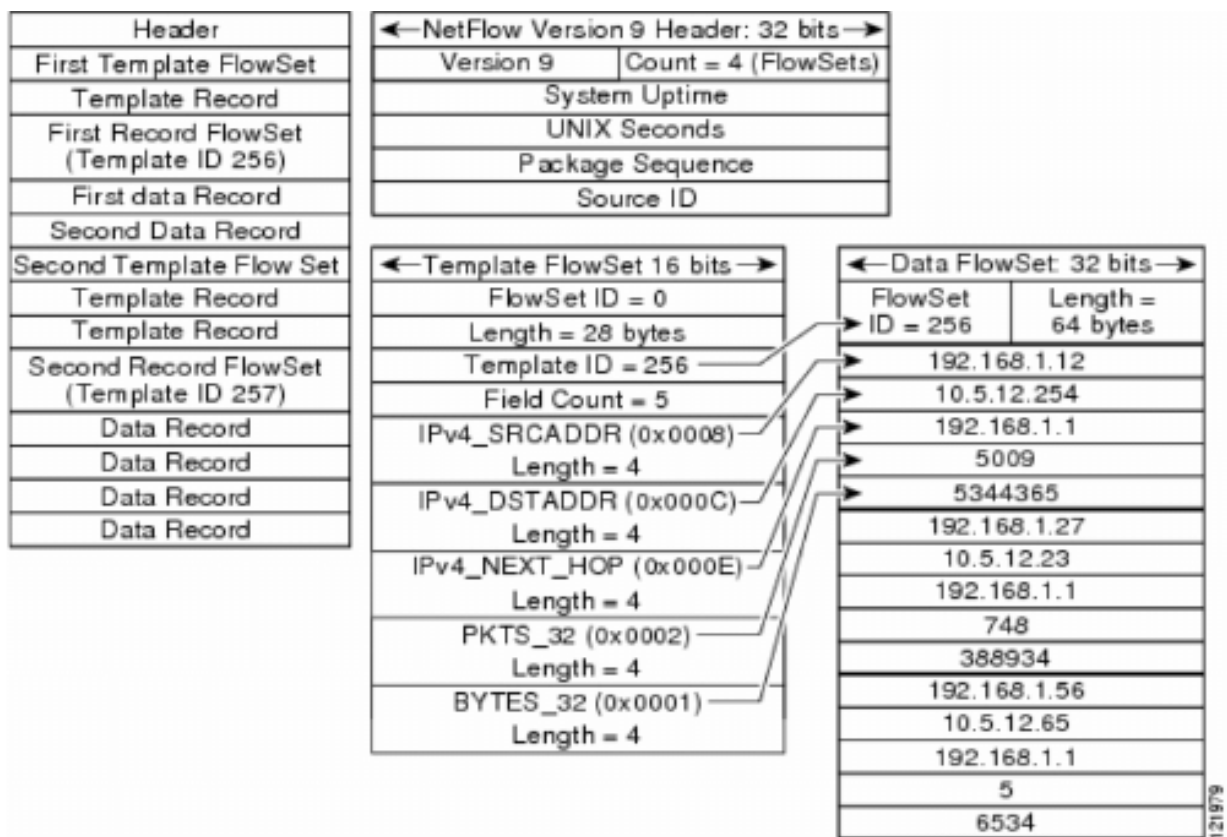 Header
First Template FlowSet
Template Record
First Record FlowSet
(Template ID 256)
First data Record
Second Data Record
Second Template Flow Set
Template Record
Template Record
Second Record FlowSet
(Template ID 257)
Data Record
Data Record
Data Record
Data Record
NetFlow Version 9 Header: 32 bits
Version 9
Count = 4 (FlowSets)
System Uptime
UNIX Seconds
Package Sequence
Source ID
Template FlowSet 16 bits
FlowSet ID = 0
Length = 28 bytes
Template ID = 256
Field Count = 5
IPv4_SRCADDR (0x0008)
Length = 4
IPv4_DSTADDR (0x000C)
Length = 4
IPv4_NEXT_HOP (0x000E)
Length = 4
PKTS_32 (0x0002)
Length = 4
BYTES_32 (0x0001)
Length = 4
Data FlowSet: 32 bits
FlowSet
ID = 256
Length =
64 bytes
192.168.1.12
10.5.12.254
192.168.1.1
5009
5344365
192.168.1.27
10.5.12.23
192.168.1.1
748
388934
192.168.1.56
10.5.12.65
192.168.1.1
5
6534
121979